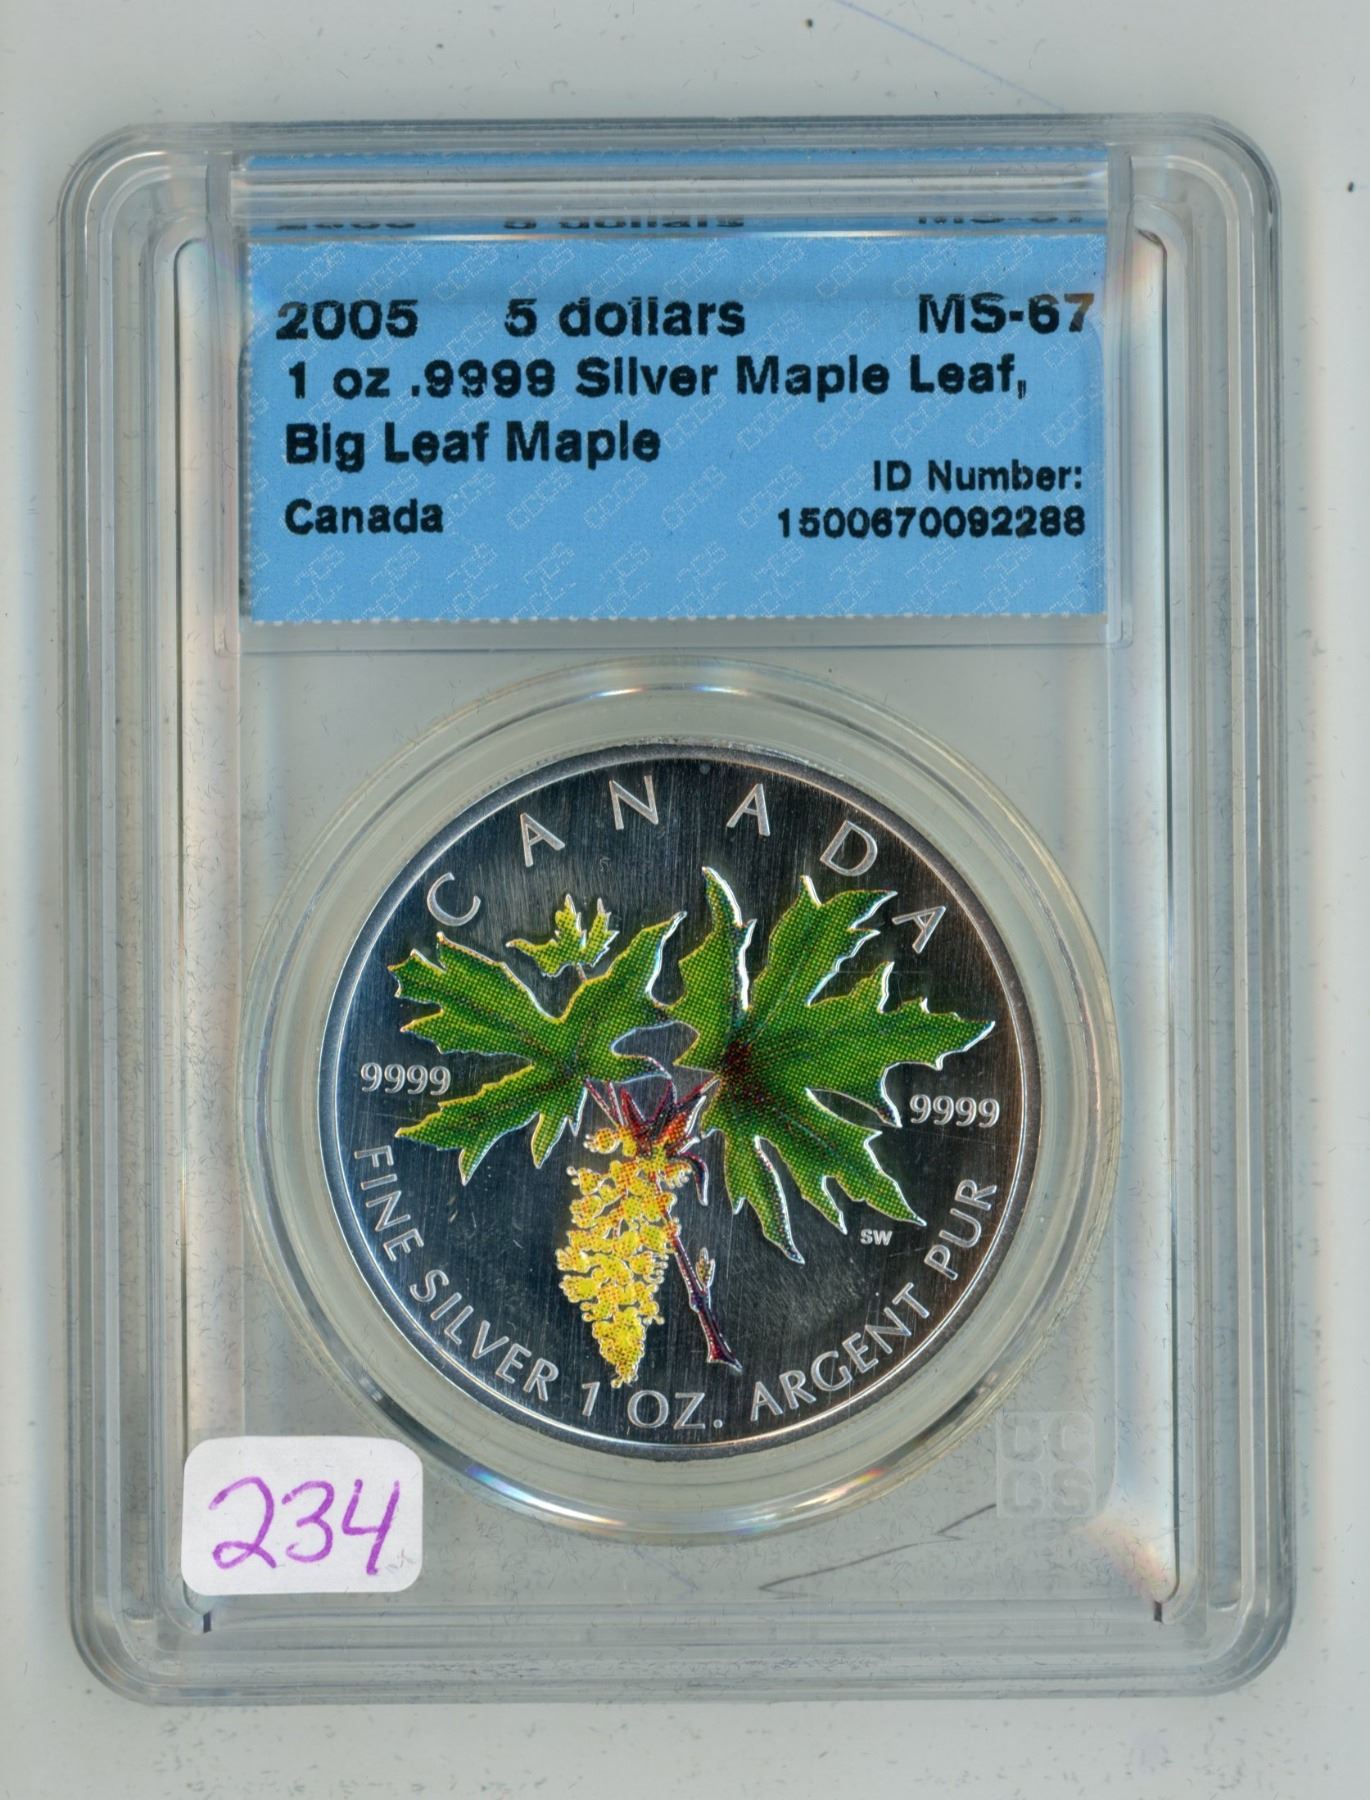 2005 5 dollars MS-67
1 oz .9999 Silver Maple Leaf,
Big Leaf Maple
ID Number:
Canada 1500670092288
CANADA
9999 9999
SW
FINE SILVER 1 OZ. ARGENT PUR
CCCS
234